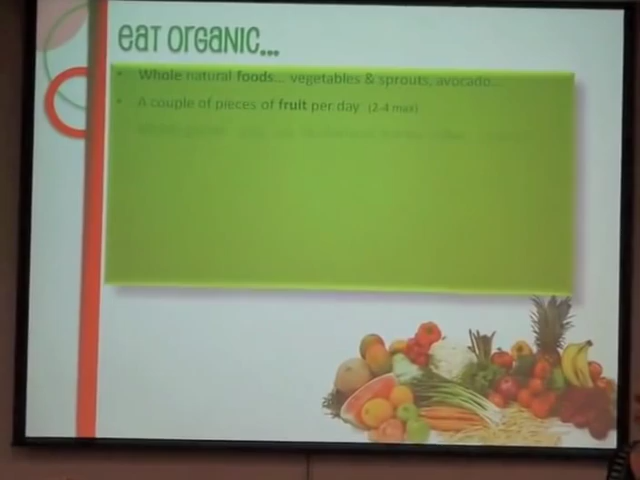 eat organic...
• Whole natural foods... vegetables & sprouts, avocado...
• A couple of pieces of fruit per day (2-4 max)